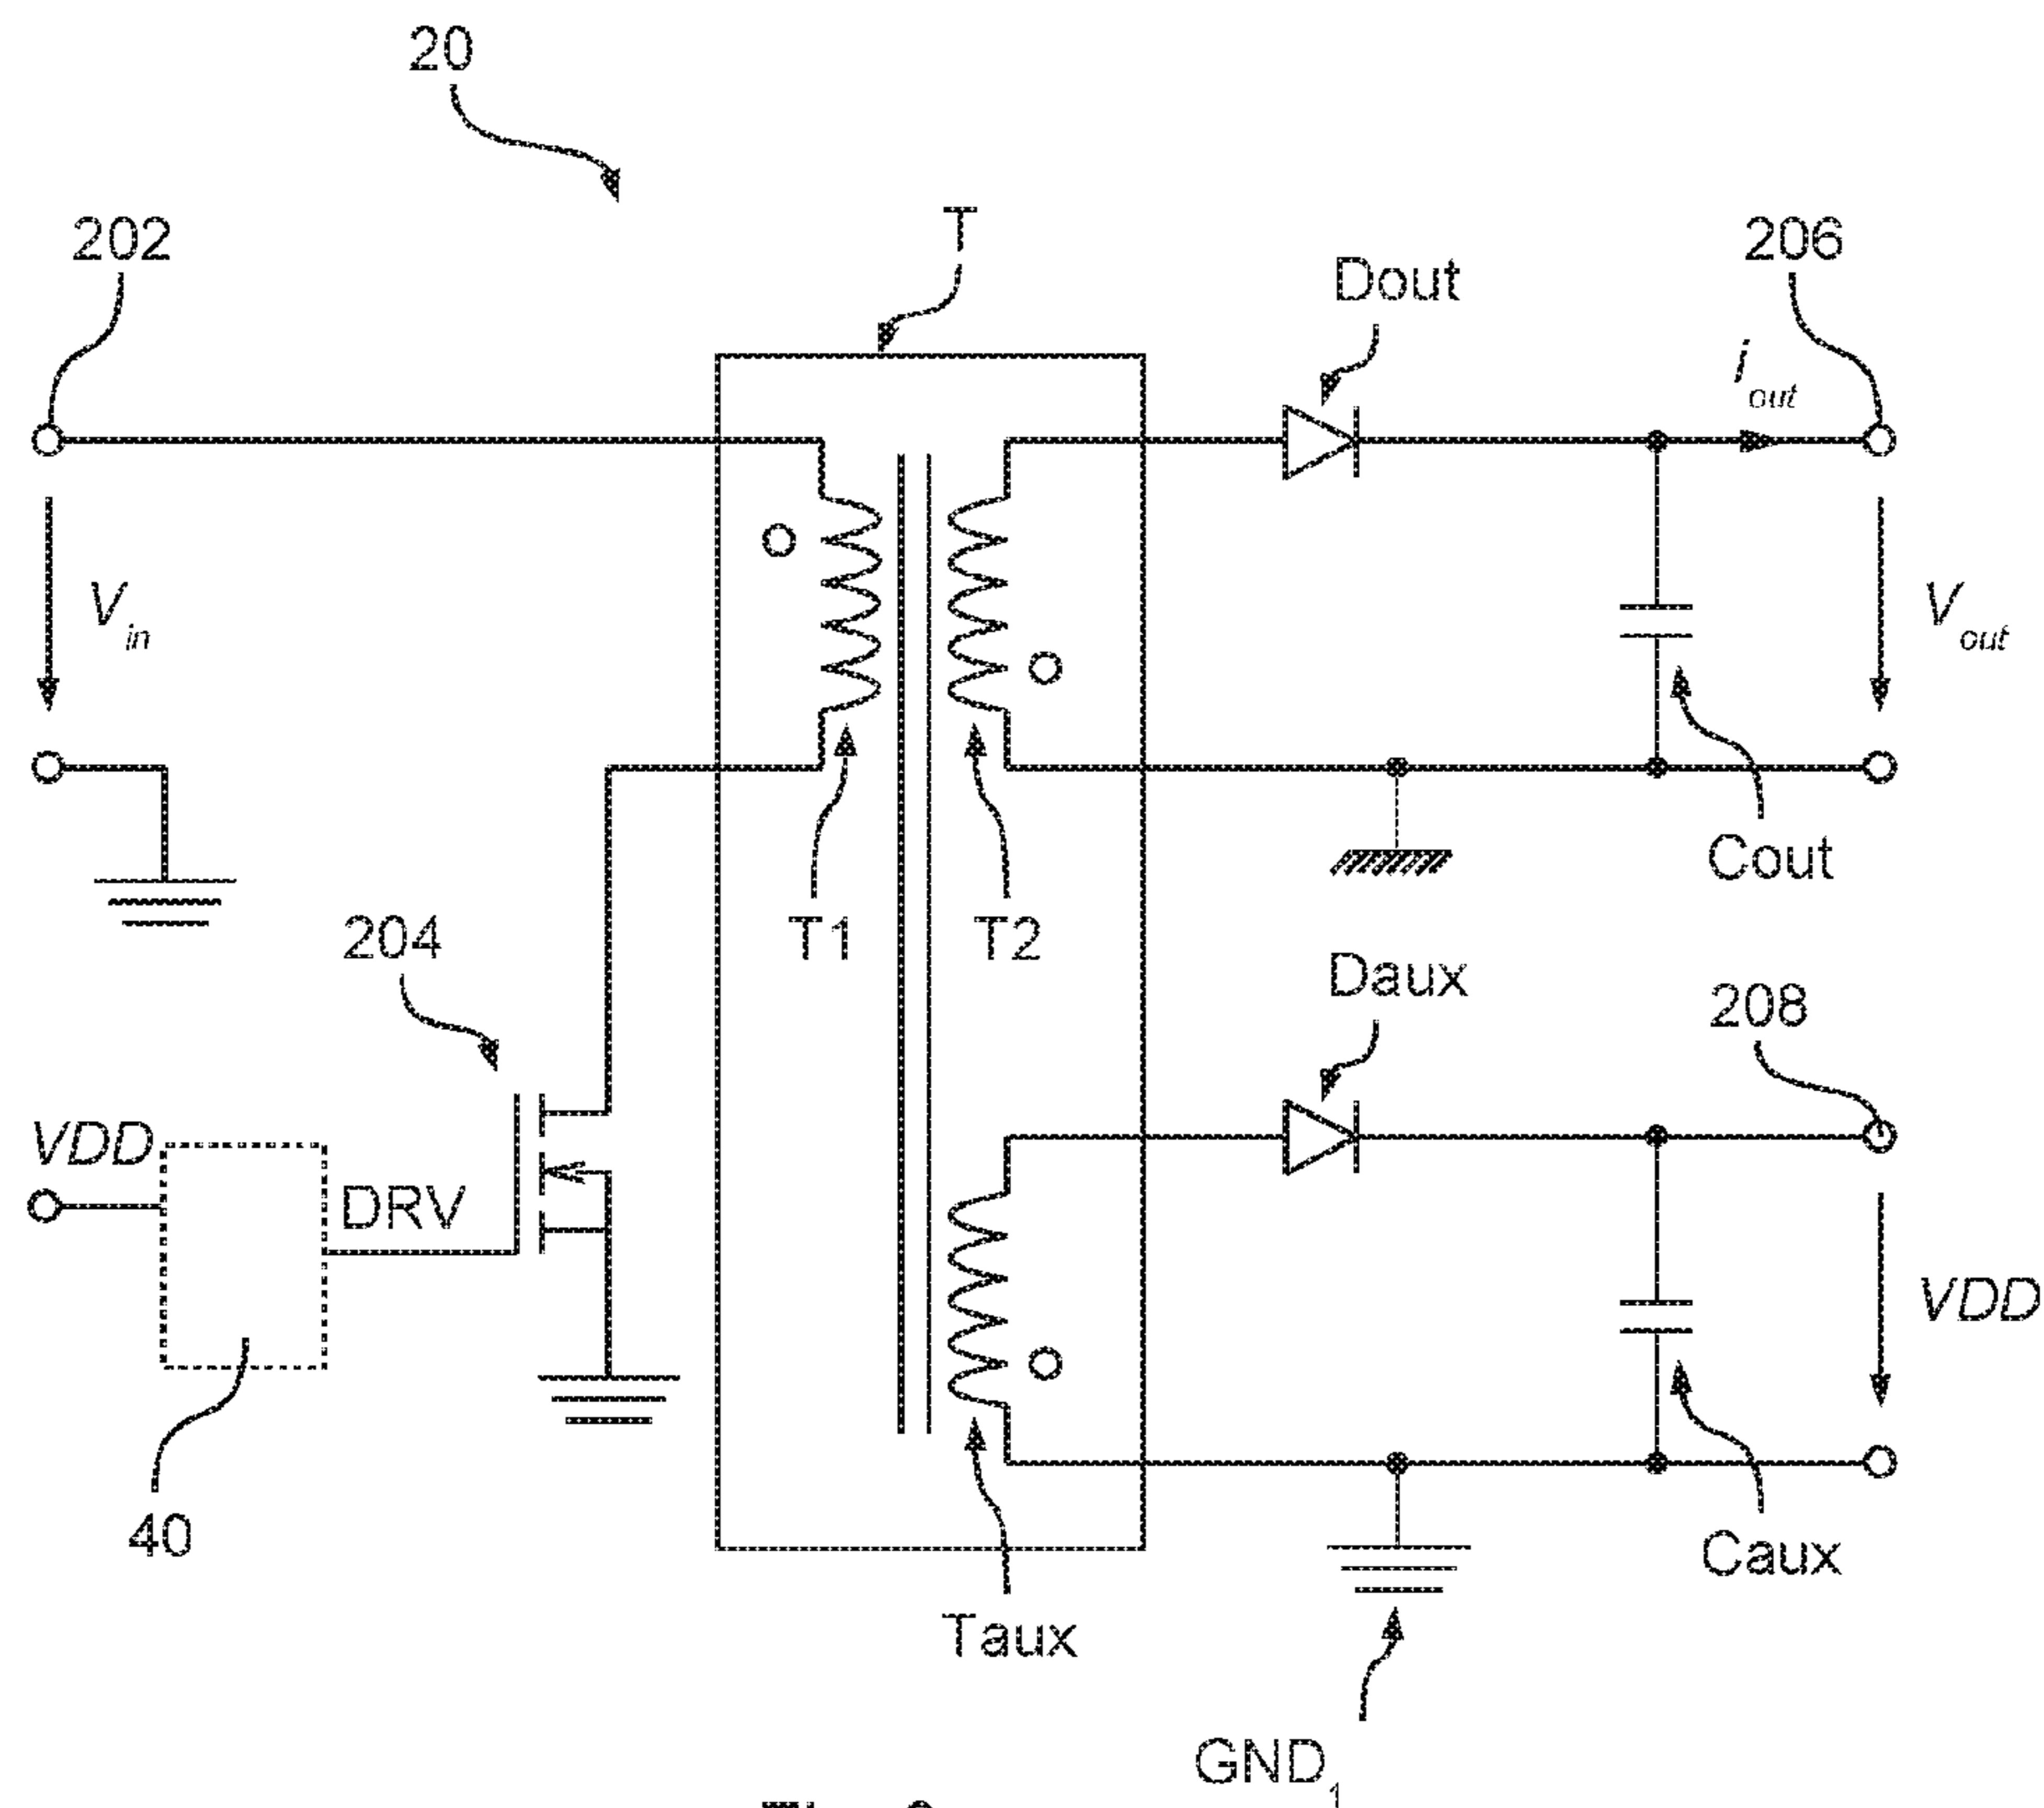 20
T
202
Dout
206
i out
V in
V out
Cout
T1
T2
204
Daux
208
VDD
DRV
VDD
40
Caux
Taux
GND 1